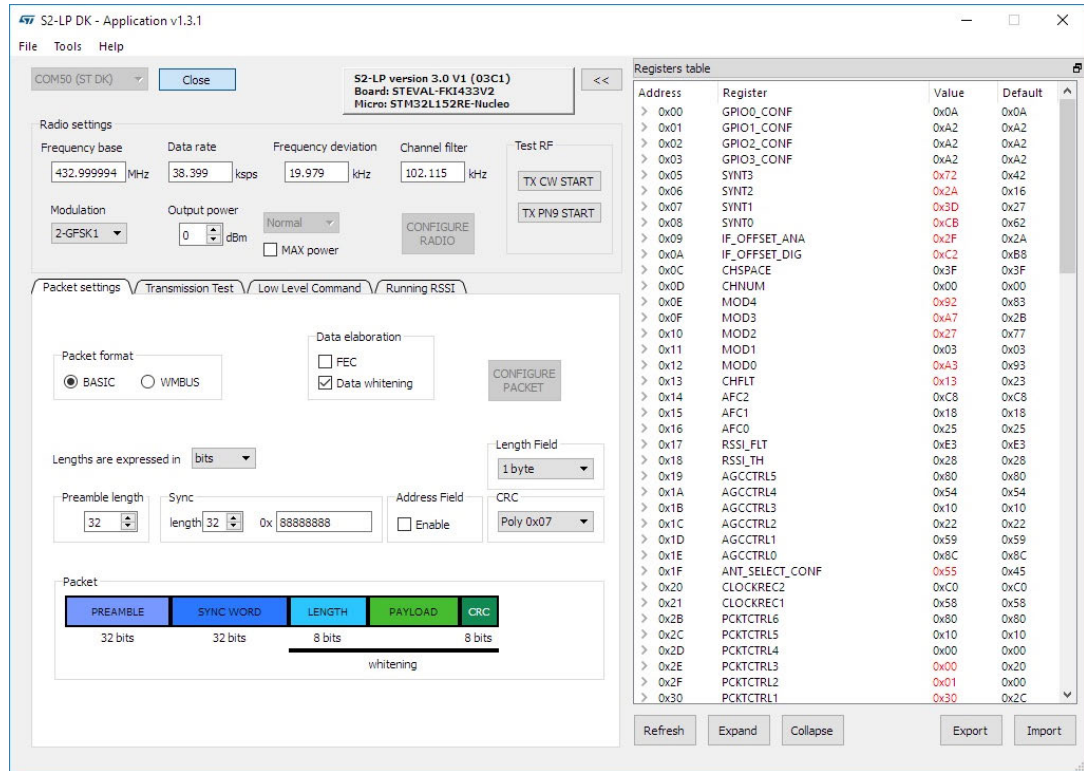 S2-LP DK - Application v1.3.1
File Tools Help
COM50 (ST DK)
Close
S2-LP version 3.0 V1 (03C1)
Board: STEVAL-FKI433V2
Micro: STM32L152RE-Nucleo
<<
Radio settings
Frequency base Data rate Frequency deviation Channel filter
432.999994 MHz 38.399 ksps 19.979 kHz 102.115 kHz
Test RF
TX CW START
TX PN9 START
Modulation Output power
2-GFSK1 0 dBm Normal
MAX power
CONFIGURE
RADIO
Packet settings Transmission Test Low Level Command Running RSSI
Packet format
BASIC WMBUS
Data elaboration
FEC
Data whitening
CONFIGURE
PACKET
Lengths are expressed in bits
Length Field
1 byte
Preamble length
32
Sync
length 32 0x 88888888
Address Field
Enable
CRC
Poly 0x07
Packet
PREAMBLE SYNC WORD LENGTH PAYLOAD CRC
32 bits 32 bits 8 bits 8 bits
whitening
Registers table
Address Register Value Default
> 0x00 GPIO0_CONF 0x0A 0x0A
> 0x01 GPIO1_CONF 0xA2 0xA2
> 0x02 GPIO2_CONF 0xA2 0xA2
> 0x03 GPIO3_CONF 0xA2 0xA2
> 0x05 SYNT3 0x72 0x42
> 0x06 SYNT2 0x2A 0x16
> 0x07 SYNT1 0x3D 0x27
> 0x08 SYNT0 0xCB 0x62
> 0x09 IF_OFFSET_ANA 0x2F 0x2A
> 0x0A IF_OFFSET_DIG 0xC2 0xB8
> 0x0C CHSPACE 0x3F 0x3F
> 0x0D CHNUM 0x00 0x00
> 0x0E MOD4 0x92 0x83
> 0x0F MOD3 0xA7 0x2B
> 0x10 MOD2 0x27 0x77
> 0x11 MOD1 0x03 0x03
> 0x12 MOD0 0xA3 0x93
> 0x13 CHFLT 0x13 0x23
> 0x14 AFC2 0xC8 0xC8
> 0x15 AFC1 0x18 0x18
> 0x16 AFC0 0x25 0x25
> 0x17 RSSI_FLT 0xE3 0xE3
> 0x18 RSSI_TH 0x28 0x28
> 0x19 AGCCTRL5 0x80 0x80
> 0x1A AGCCTRL4 0x54 0x54
> 0x1B AGCCTRL3 0x10 0x10
> 0x1C AGCCTRL2 0x22 0x22
> 0x1D AGCCTRL1 0x59 0x59
> 0x1E AGCCTRL0 0x8C 0x8C
> 0x1F ANT_SELECT_CONF 0x55 0x45
> 0x20 CLOCKREC2 0xC0 0xC0
> 0x21 CLOCKREC1 0x58 0x58
> 0x2B PCKTCTRL6 0x80 0x80
> 0x2C PCKTCTRL5 0x10 0x10
> 0x2D PCKTCTRL4 0x00 0x00
> 0x2E PCKTCTRL3 0x00 0x20
> 0x2F PCKTCTRL2 0x01 0x00
> 0x30 PCKTCTRL1 0x30 0x2C
Refresh Expand Collapse Export Import